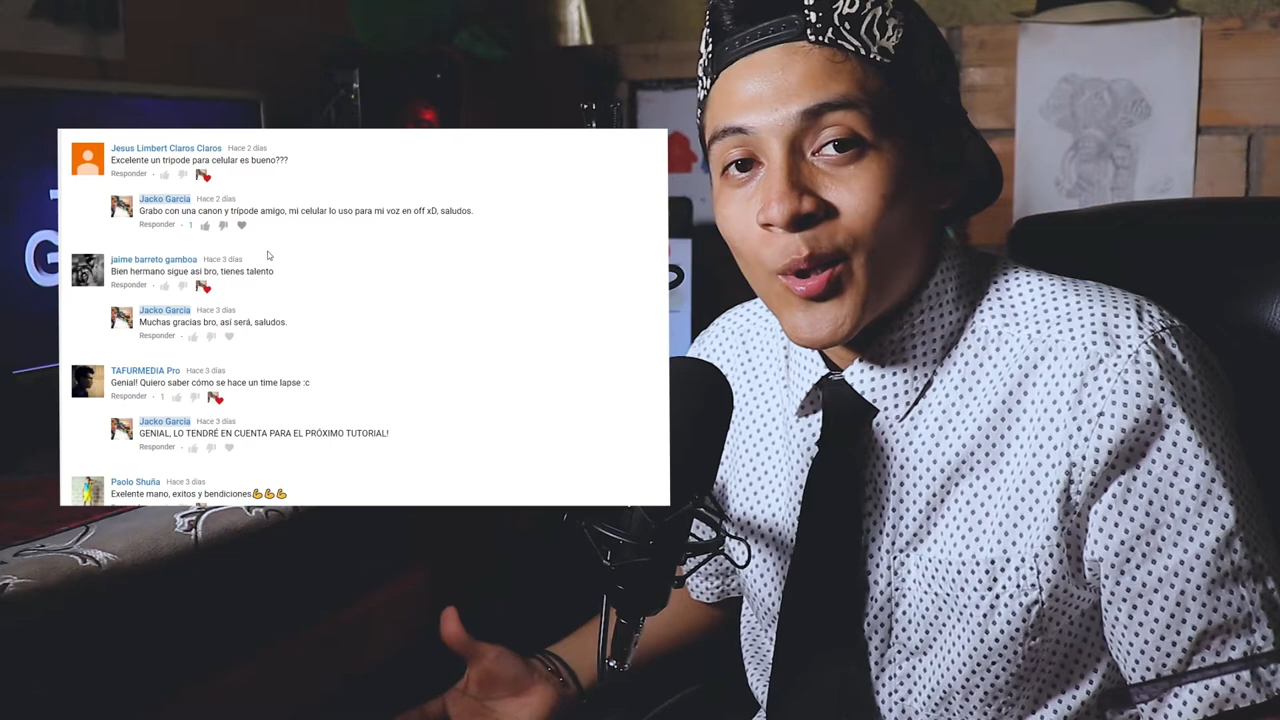 Jesus Limbert Claros Claros Hace 2 días
Excelente un tripode para celular es bueno???
Responder
Jacko Garcia Hace 2 días
Grabo con una canon y trípode amigo, mi celular lo uso para mi voz en off xD, saludos.
Responder · 1
jaime barreto gamboa Hace 3 días
Bien hermano sigue asi bro, tienes talento
Responder
Jacko Garcia Hace 3 días
Muchas gracias bro, así será, saludos.
Responder
TAFURMEDIA Pro Hace 3 días
Genial! Quiero saber cómo se hace un time lapse :c
Responder · 1
Jacko Garcia Hace 3 días
GENIAL, LO TENDRÉ EN CUENTA PARA EL PRÓXIMO TUTORIAL!
Responder
Paolo Shuña Hace 3 días
Exelente mano, exitos y bendiciones💪💪💪